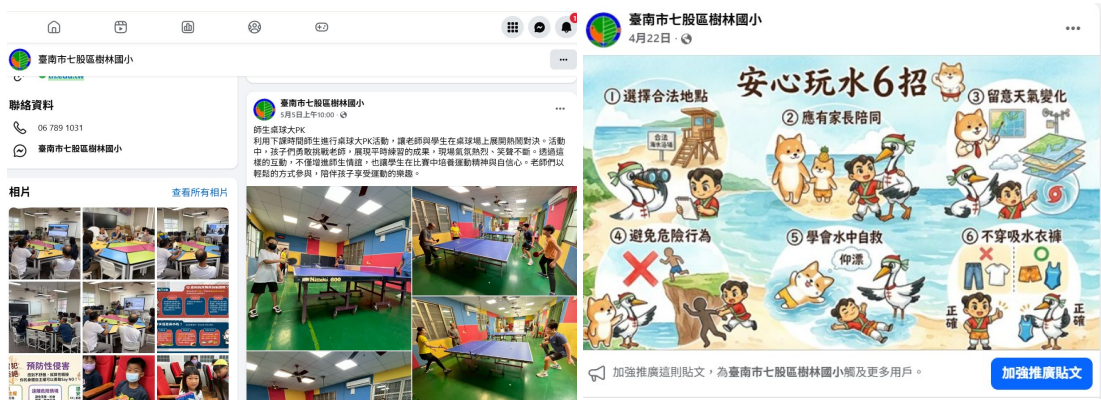 臺南市七股區樹林國小
聯絡資料
06 789 1031
臺南市七股區樹林國小
相片
查看所有相片
預防性侵害
臺南市七股區樹林國小
5月5日上午10:00
師生桌球大PK
利用下課時間師生進行桌球大PK活動，讓老師與學生在桌球場上展開熱鬧對決。活動
中，孩子們勇敢挑戰老師，展現平時練習的成果，現場氣氛熱烈、笑聲不斷。透過這
樣的互動，不僅增進師生情誼，也讓學生在比賽中培養運動精神與自信心。老師們以
輕鬆的方式參與，陪伴孩子享受運動的樂趣。
臺南市七股區樹林國小
4月22日
安心玩水6招
①選擇合法地點
合法
海水浴場
②應有家長陪同
③留意天氣變化
④避免危險行為
⑤學會水中自救
仰漂
⑥不穿吸水衣褲
正確
正確
加強推廣這則貼文，為臺南市七股區樹林國小觸及更多用戶。
加強推廣貼文